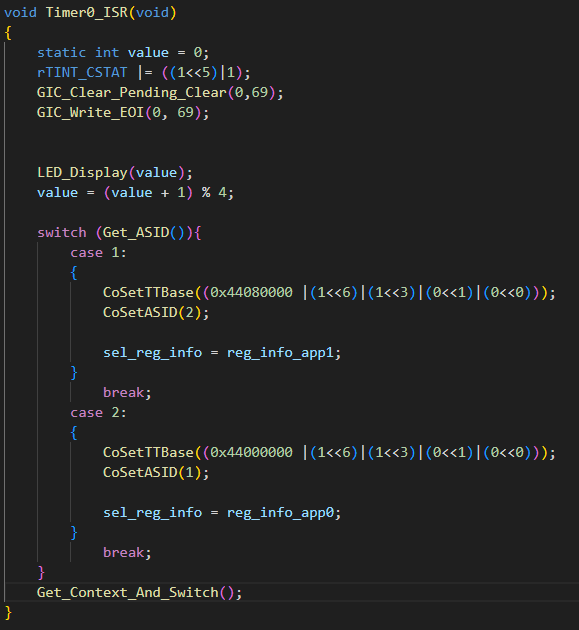 void Timer0_ISR(void)
{
    static int value = 0;
    rTINT_CSTAT |= ((1<<5)|1);
    GIC_Clear_Pending_Clear(0,69);
    GIC_Write_EOI(0, 69);
    LED_Display(value);
    value = (value + 1) % 4;
    switch (Get_ASID()){
        case 1:
        {
            CoSetTTBase((0x44080000 |(1<<6)|(1<<3)|(0<<1)|(0<<0)));
            CoSetASID(2);
            sel_reg_info = reg_info_app1;
        }
            break;
        case 2:
        {
            CoSetTTBase((0x44000000 |(1<<6)|(1<<3)|(0<<1)|(0<<0)));
            CoSetASID(1);
            sel_reg_info = reg_info_app0;
        }
            break;
    }
    Get_Context_And_Switch();
}